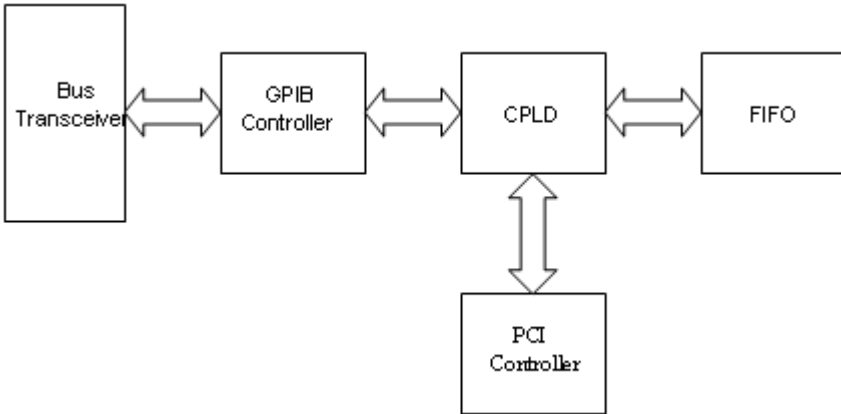 Bus
Transceiver
GPIB
Controller
CPLD
FIFO
PCI
Controller